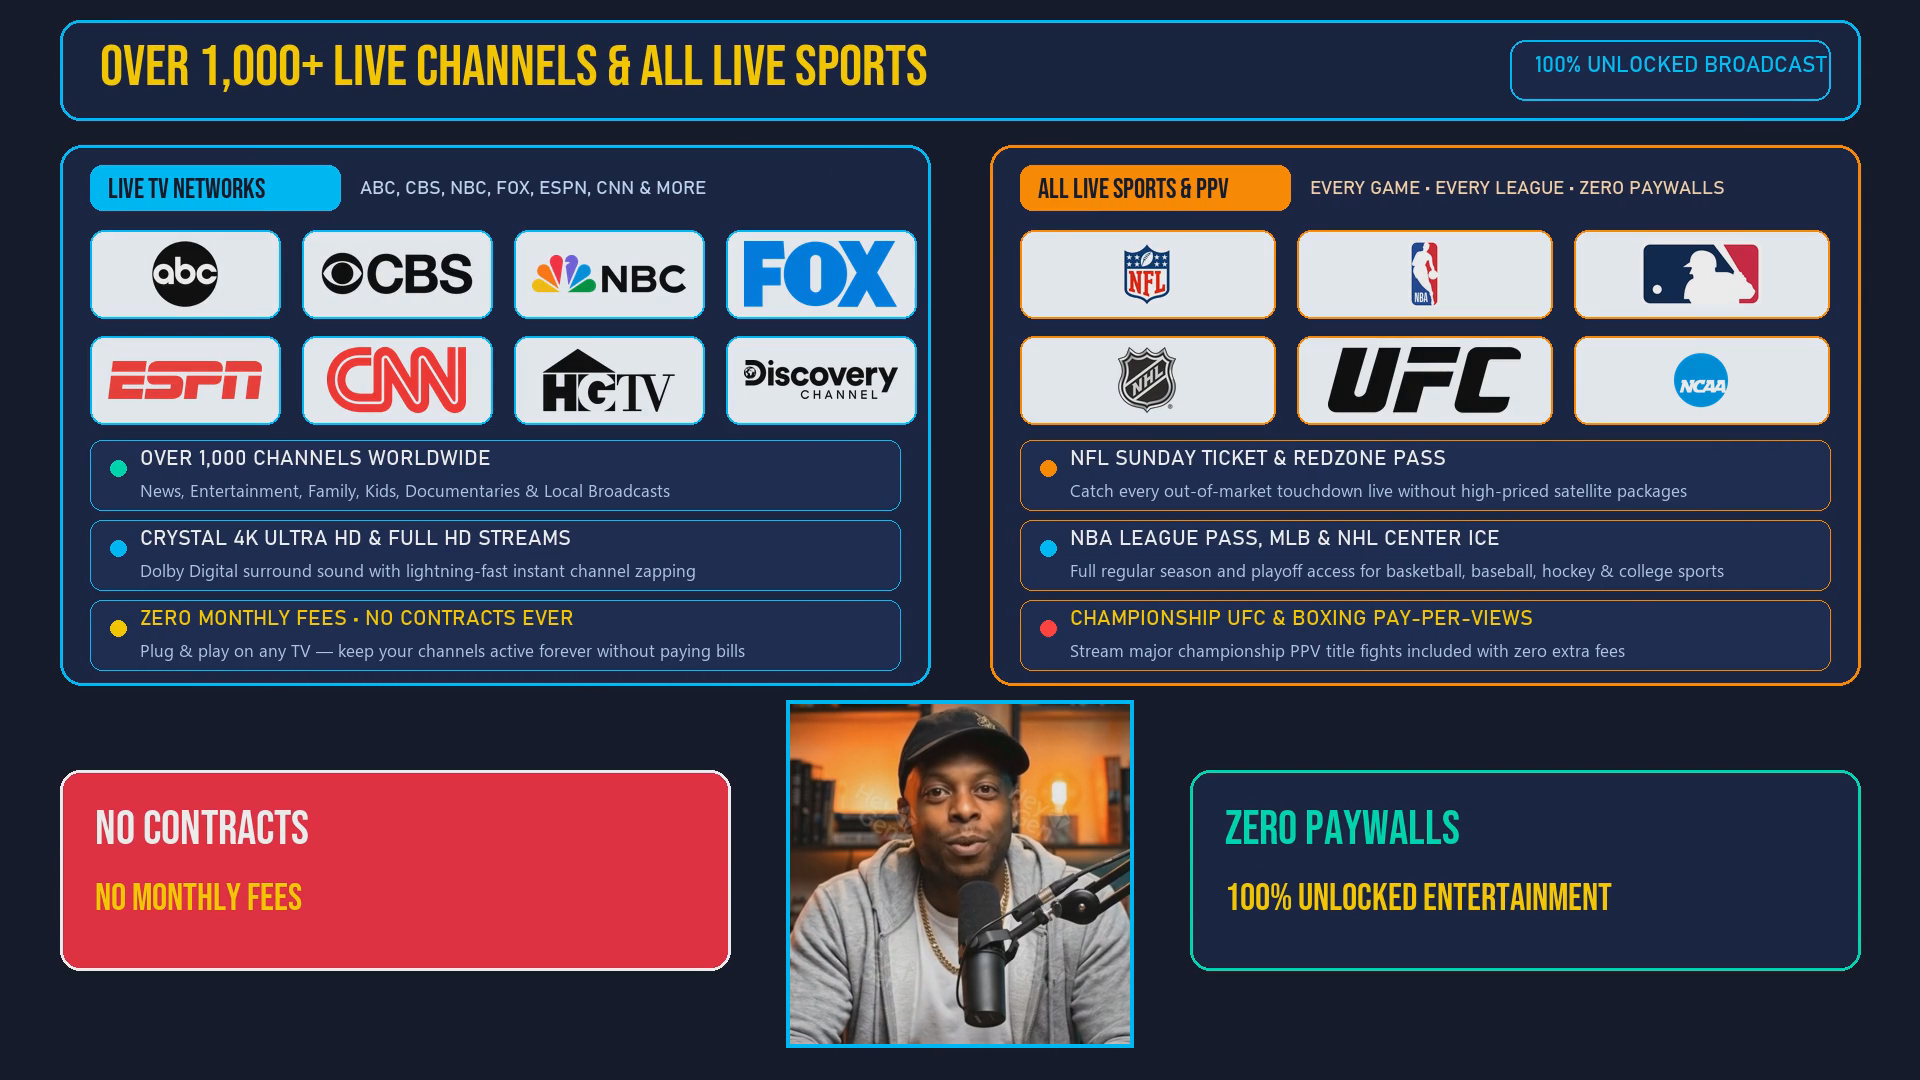 OVER 1,000+ LIVE CHANNELS & ALL LIVE SPORTS
100% UNLOCKED BROADCAST
LIVE TV NETWORKS
ABC, CBS, NBC, FOX, ESPN, CNN & MORE
abc
CBS
NBC
FOX
ESPN
CNN
HGTV
Discovery
CHANNEL
OVER 1,000 CHANNELS WORLDWIDE
News, Entertainment, Family, Kids, Documentaries & Local Broadcasts
CRYSTAL 4K ULTRA HD & FULL HD STREAMS
Dolby Digital surround sound with lightning-fast instant channel zapping
ZERO MONTHLY FEES • NO CONTRACTS EVER
Plug & play on any TV — keep your channels active forever without paying bills
ALL LIVE SPORTS & PPV
EVERY GAME • EVERY LEAGUE • ZERO PAYWALLS
NFL
NBA
NHL
UFC
NCAA
NFL SUNDAY TICKET & REDZONE PASS
Catch every out-of-market touchdown live without high-priced satellite packages
NBA LEAGUE PASS, MLB & NHL CENTER ICE
Full regular season and playoff access for basketball, baseball, hockey & college sports
CHAMPIONSHIP UFC & BOXING PAY-PER-VIEWS
Stream major championship PPV title fights included with zero extra fees
NO CONTRACTS
NO MONTHLY FEES
HeyGen
HeyGen
ZERO PAYWALLS
100% UNLOCKED ENTERTAINMENT